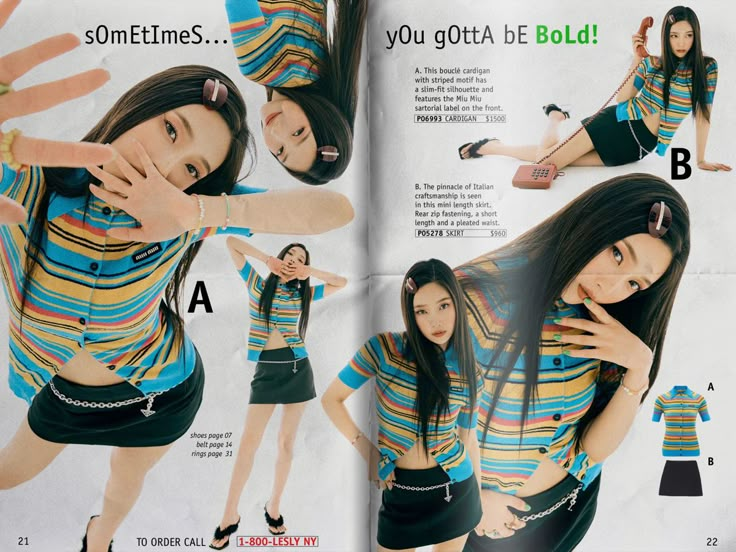 sOmEtImeS...
A
shoes page 07
belt page 14
rings page 31
21
TO ORDER CALL
1-800-LESLY NY
yOu gOttA bE BoLd!
A. This bouclé cardigan
with striped motif has
a slim-fit silhouette and
features the Miu Miu
sartorial label on the front.
P06993 CARDIGAN $1500
B
B. The pinnacle of Italian
craftsmanship is seen
in this mini length skirt.
Rear zip fastening, a short
length and a pleated waist.
P05278 SKIRT $960
A
B
22
miu miu